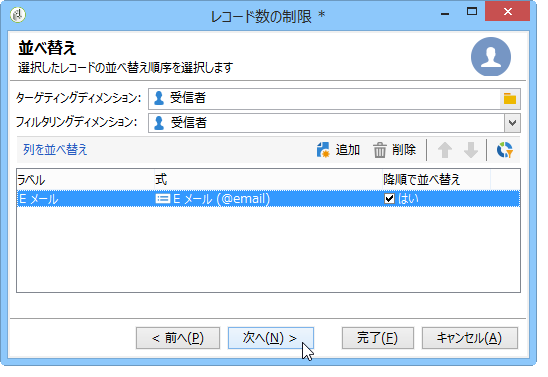 レコード数の制限 *
並べ替え
選択したレコードの並べ替え順序を選択します
ターゲティングディメンション: 受信者
フィルタリングディメンション: 受信者
列を並べ替え 追加 削除
ラベル 式 降順で並べ替え
E メール E メール (@email) はい
< 前へ(P) 次へ(N) > 完了(F) キャンセル(A)